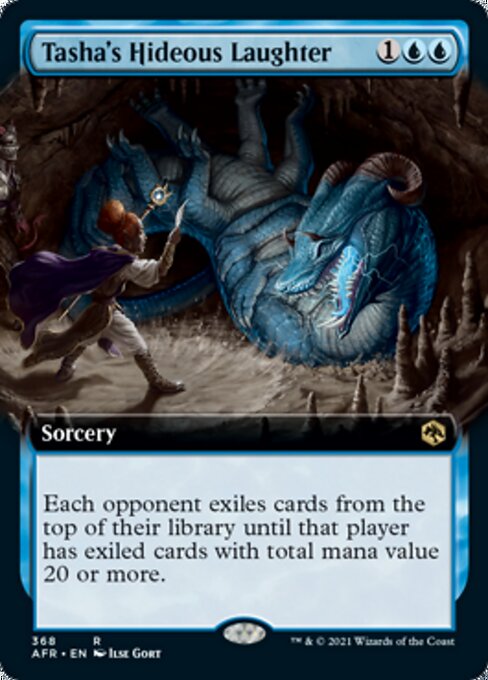 Tasha's Hideous Laughter 1
Sorcery
Each opponent exiles cards from the
top of their library until that player
has exiled cards with total mana value
20 or more.
368 R
AFR • EN Ilse Gort
™ & © 2021 Wizards of the Coast